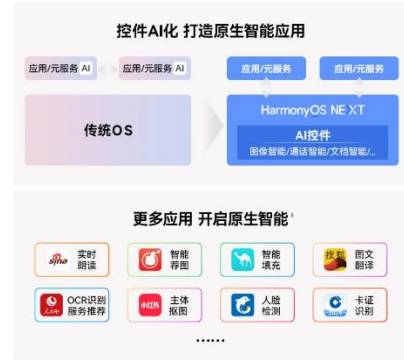 控件AI化 打造原生智能应用
应用/元服务 AI 应用/元服务 AI 应用/元服务 应用/元服务
传统OS
HarmonyOS NEXT
AI控件
图像智能/通话智能/文档智能/...
更多应用 开启原生智能
sina 实时朗读
智能荐图
智能填充
搜狐 图文翻译
人民日报 OCR识别服务推荐
小红书 主体抠图
人脸检测
卡证识别
......